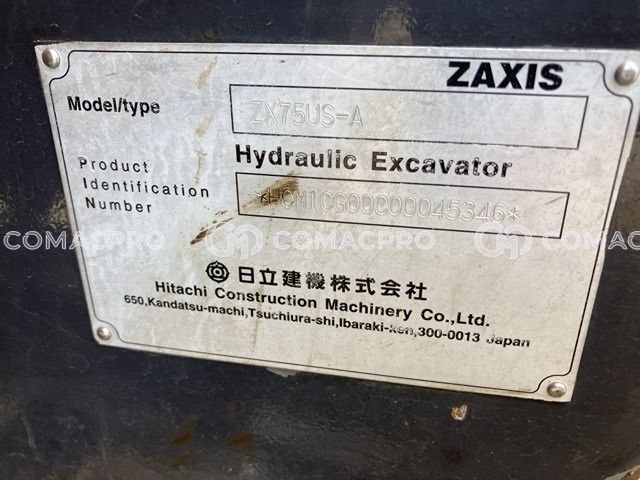 ZAXIS
Model/type ZX75US-A
Hydraulic Excavator
Product
Identification
Number *HCM1CG00C00045346*
COMACPRO COMACPRO COMACPRO
日立建機株式会社
Hitachi Construction Machinery Co.,Ltd.
650,Kandatsu-machi,Tsuchiura-shi,Ibaraki-ken,300-0013 Japan